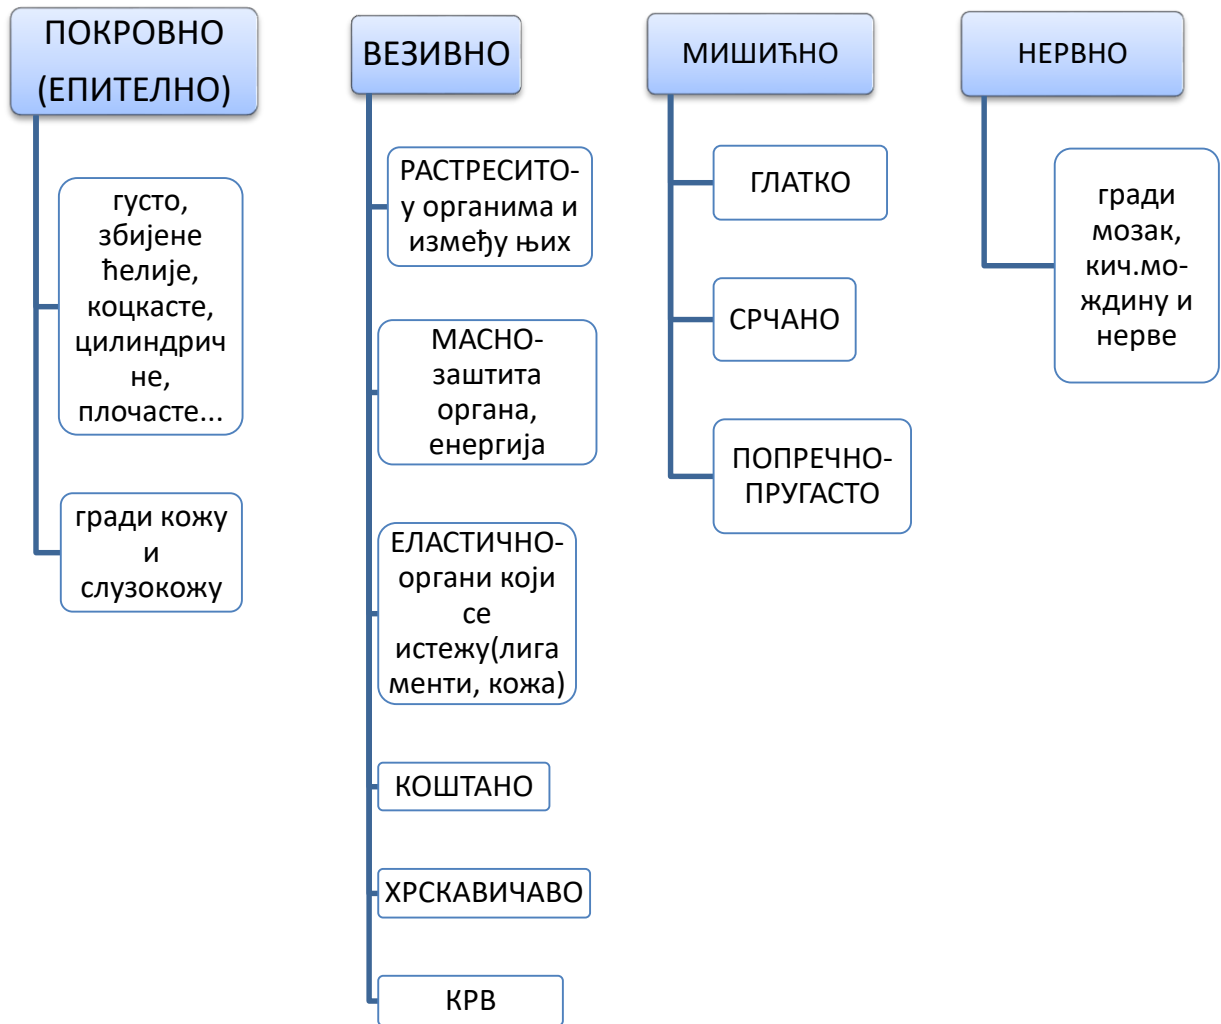 ПОКРОВНО
(ЕПИТЕЛНО)
густо,
збијене
ћелије,
коцкасте,
цилиндрич
не,
плочасте...
гради кожу
и
слузокожу
ВЕЗИВНО
РАСТРЕСИТО-
у органима и
између њих
МАСНО-
заштита
органа,
енергија
ЕЛАСТИЧНО-
органи који
се
истежу(лига
менти, кожа)
КОШТАНО
ХРСКАВИЧАВО
КРВ
МИШИЋНО
ГЛАТКО
СРЧАНО
ПОПРЕЧНО-
ПРУГАСТО
НЕРВНО
гради
мозак,
кич.мо-
ждину и
нерве